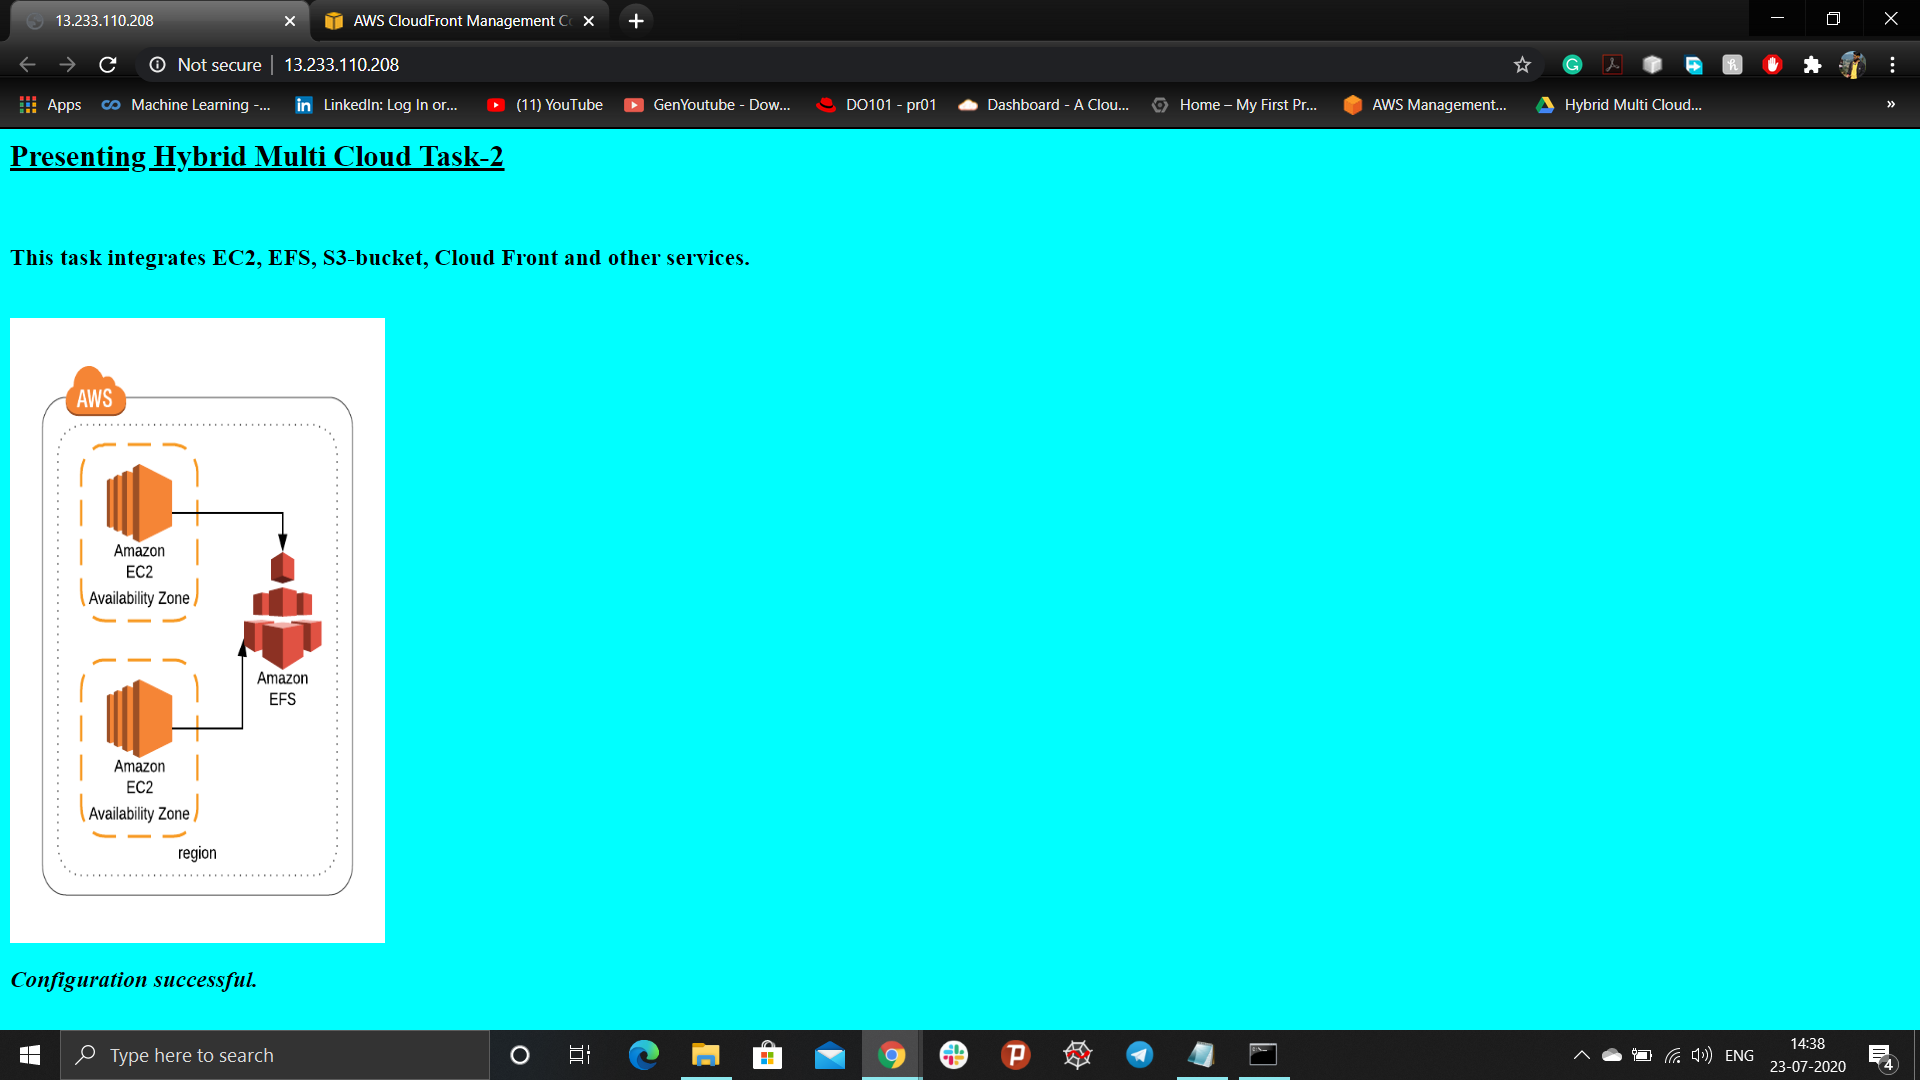 13.233.110.208
AWS CloudFront Management C
Not secure
13.233.110.208
Apps
Machine Learning -...
LinkedIn: Log In or...
(11) YouTube
GenYoutube - Dow...
DO101 - pr01
Dashboard - A Clou...
Home – My First Pr...
AWS Management...
Hybrid Multi Cloud...
»
Presenting Hybrid Multi Cloud Task-2
This task integrates EC2, EFS, S3-bucket, Cloud Front and other services.
AWS
Amazon
EC2
Availability Zone
Amazon
EFS
Amazon
EC2
Availability Zone
region
Configuration successful.
Type here to search
ENG
14:38
23-07-2020
4